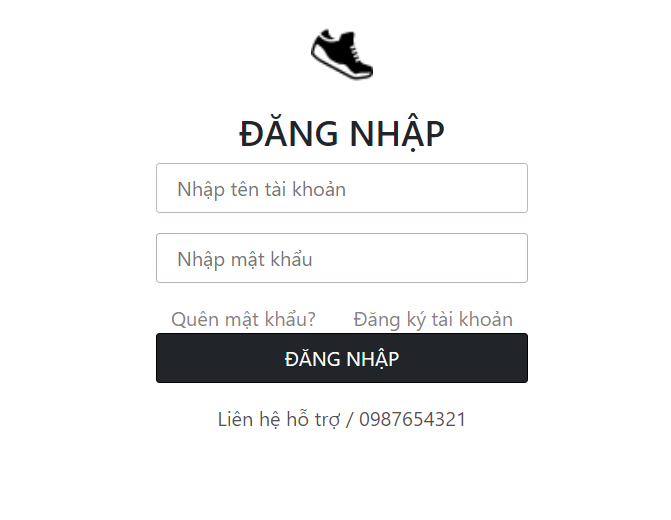 ĐĂNG NHẬP
Nhập tên tài khoản
Nhập mật khẩu
Quên mật khẩu? Đăng ký tài khoản
ĐĂNG NHẬP
Liên hệ hỗ trợ / 0987654321